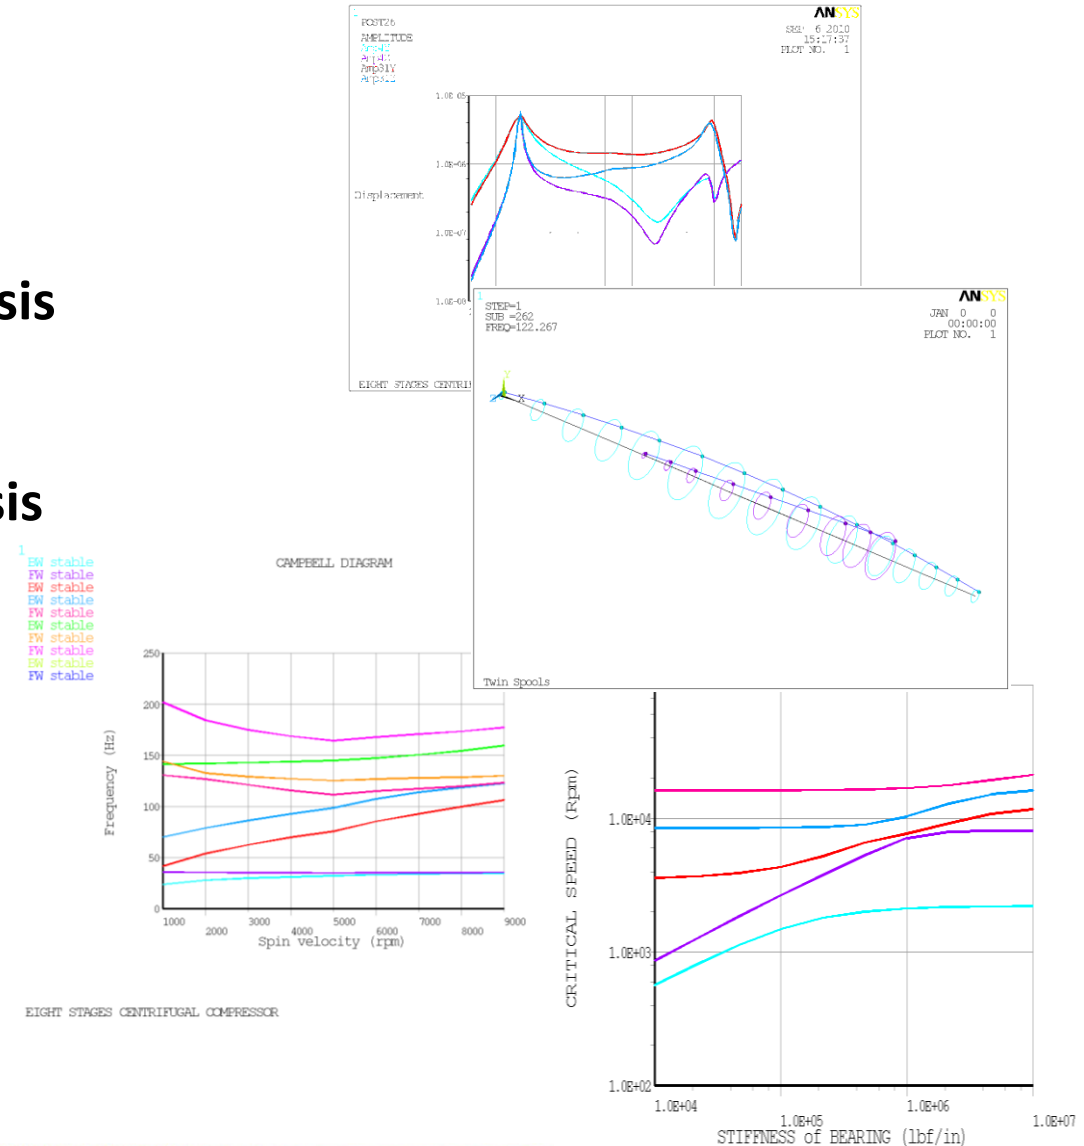 ANSYS
POST26
AMPLITUDE
SEP 6 2010
15:17:37
PLOT NO. 1
1.0E-06
Displacement
1.0E-07
1.0E-08
EIGHT STAGES CENTRIF
sis
sis
1
ANSYS
STEP=1
SUB =262
FREQ=122.267
JAN 0 0
00:00:00
PLOT NO. 1
Y
Z
X
Twin Spools
1
BW stable
FW stable
BW stable
BW stable
FW stable
BW stable
FW stable
FW stable
BW stable
FW stable
CAMPBELL DIAGRAM
250
200
150
100
50
0
Frequency (Hz)
1000
2000
3000
4000
5000
6000
7000
8000
9000
Spin velocity (rpm)
EIGHT STAGES CENTRIFUGAL COMPRESSOR
CRITICAL SPEED (Rpm)
1.0E+04
1.0E+03
1.0E+02
1.0E+04
1.0E+05
1.0E+06
1.0E+07
STIFFNESS of BEARING (lbf/in)